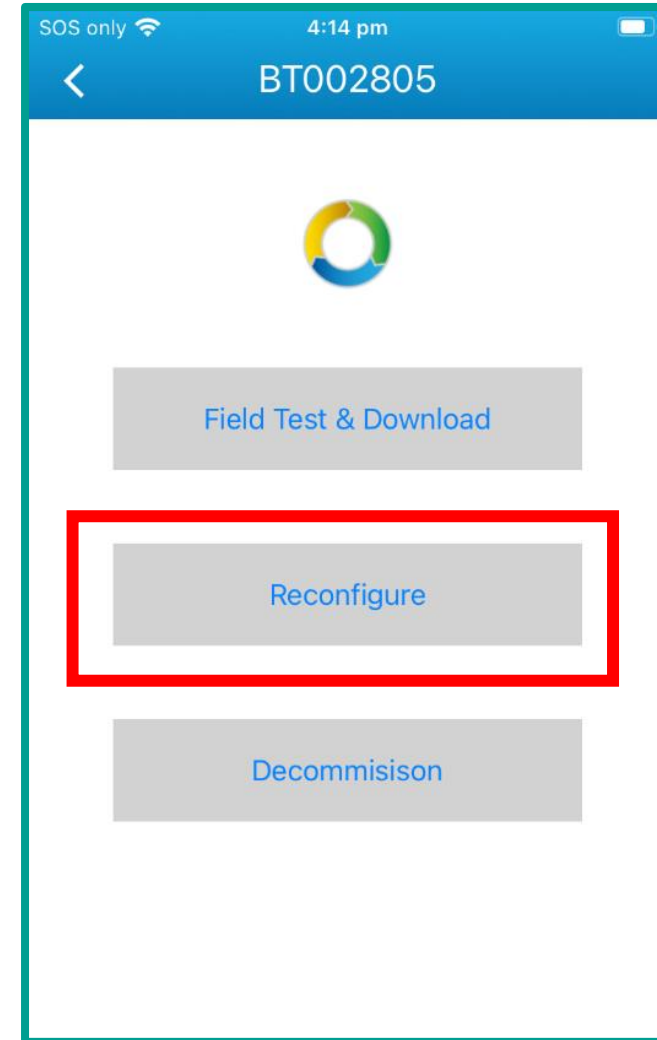 SOS only 4:14 pm
BT002805
Field Test & Download
Reconfigure
Decommisison